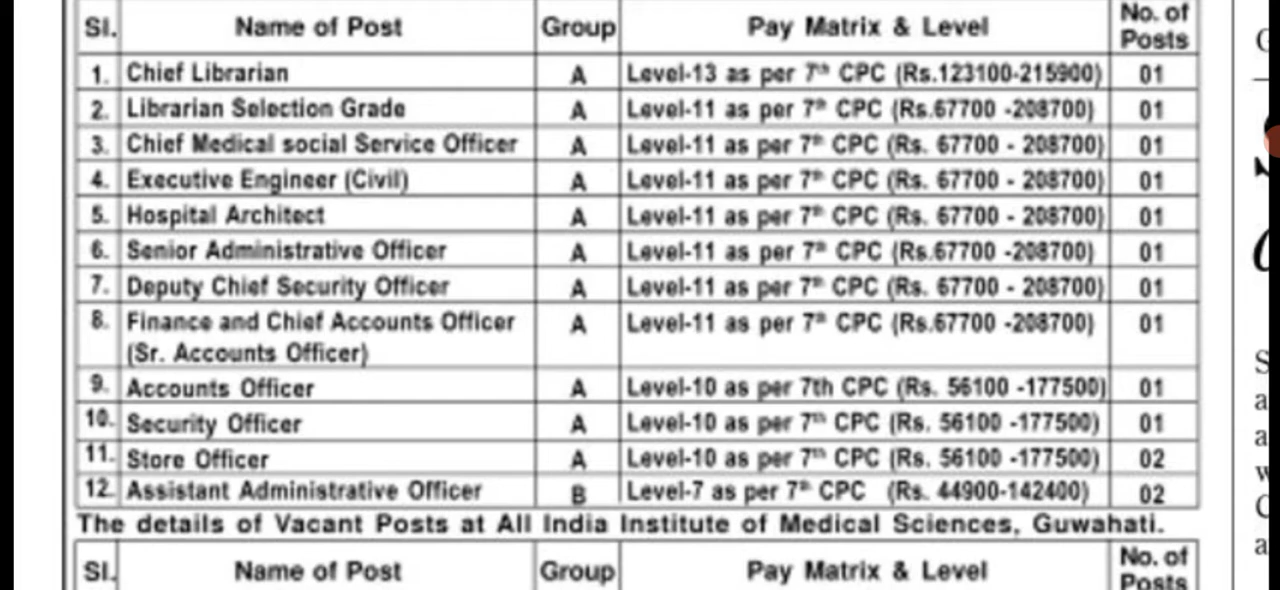 Sl. Name of Post Group Pay Matrix & Level No. of Posts
1. Chief Librarian A Level-13 as per 7th CPC (Rs.123100-215900) 01
2. Librarian Selection Grade A Level-11 as per 7th CPC (Rs.67700 -208700) 01
3. Chief Medical social Service Officer A Level-11 as per 7th CPC (Rs. 67700 - 208700) 01
4. Executive Engineer (Civil) A Level-11 as per 7th CPC (Rs. 67700 - 208700) 01
5. Hospital Architect A Level-11 as per 7th CPC (Rs. 67700 - 208700) 01
6. Senior Administrative Officer A Level-11 as per 7th CPC (Rs.67700 -208700) 01
7. Deputy Chief Security Officer A Level-11 as per 7th CPC (Rs. 67700 - 208700) 01
8. Finance and Chief Accounts Officer A Level-11 as per 7th CPC (Rs.67700 -208700) 01
(Sr. Accounts Officer)
9. Accounts Officer A Level-10 as per 7th CPC (Rs. 56100 -177500) 01
10. Security Officer A Level-10 as per 7th CPC (Rs. 56100 -177500) 01
11. Store Officer A Level-10 as per 7th CPC (Rs. 56100 -177500) 02
12. Assistant Administrative Officer B Level-7 as per 7th CPC (Rs. 44900-142400) 02
The details of Vacant Posts at All India Institute of Medical Sciences, Guwahati.
Sl. Name of Post Group Pay Matrix & Level No. of Posts